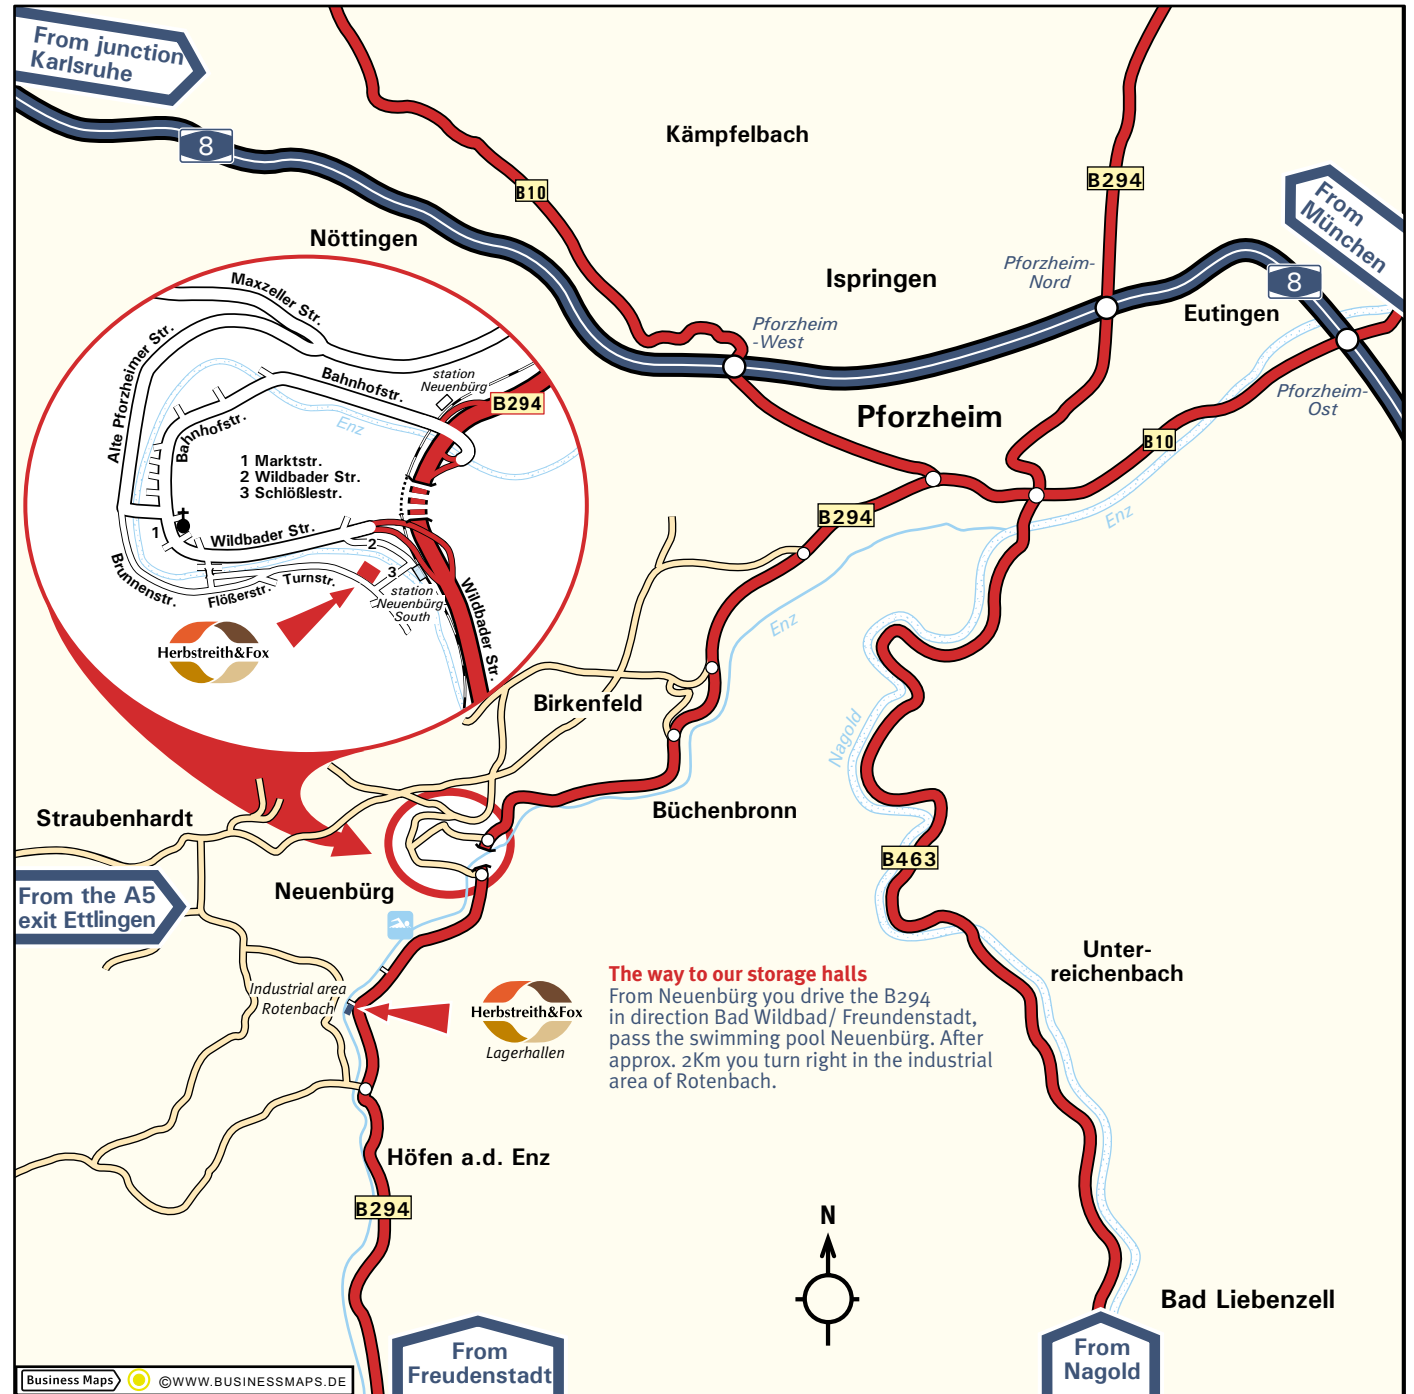 From junction
Karlsruhe
8
B10
Kämpfelbach
B294
From
München
Nöttingen
Ispringen
Pforzheim-
Nord
8
Eutingen
Pforzheim
-West
Pforzheim-
Ost
Pforzheim
B10
B294
Enz
Enz
Nagold
Maxzeller Str.
Alte Pforzheimer Str.
Bahnhofstr.
station
Neuenbürg
B294
Enz
Bahnhofstr.
1 Marktstr.
2 Wildbader Str.
3 Schlößlestr.
1
Wildbader Str.
2
3
Brunnenstr.
Flößerstr.
Turnstr.
station
Neuenbürg-
South
Wildbader Str.
Herbstreith&Fox
Birkenfeld
Büchenbronn
Straubenhardt
B463
From the A5
exit Ettlingen
Neuenbürg
Unter-
reichenbach
Industrial area
Rotenbach
Herbstreith&Fox
Lagerhallen
The way to our storage halls
From Neuenbürg you drive the B294
in direction Bad Wildbad/ Freundenstadt,
pass the swimming pool Neuenbürg. After
approx. 2Km you turn right in the industrial
area of Rotenbach.
Höfen a.d. Enz
B294
N
Bad Liebenzell
From
Freudenstadt
From
Nagold
Business Maps
©WWW.BUSINESSMAPS.DE